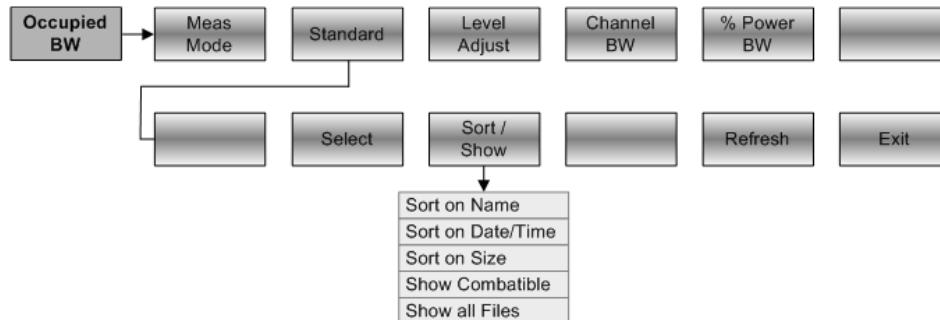 Occupied
BW
Meas
Mode
Standard
Level
Adjust
Channel
BW
% Power
BW
Select
Sort /
Show
Refresh
Exit
Sort on Name
Sort on Date/Time
Sort on Size
Show Combatible
Show all Files